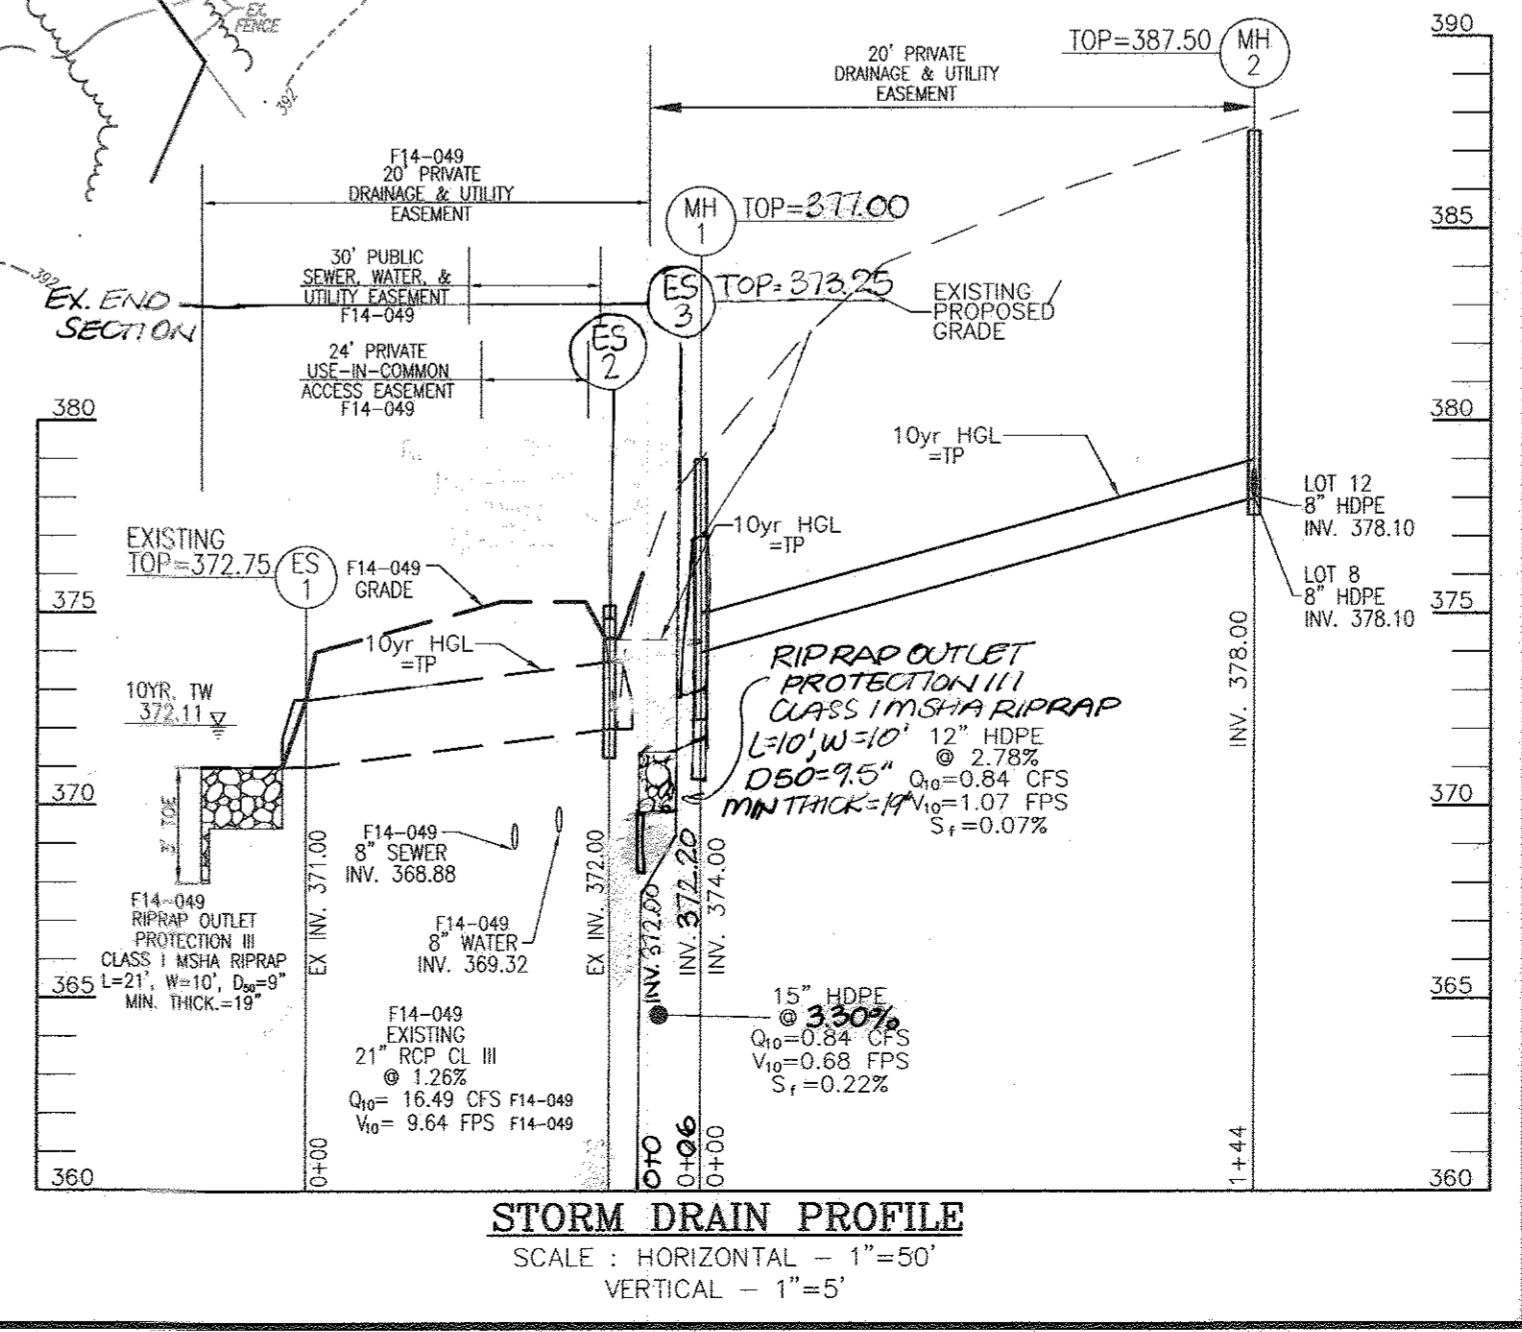 EX.
FENCE
392
392
390
385
380
375
370
365
360
380
375
370
365
360
TOP=387.50
MH
2
20' PRIVATE
DRAINAGE & UTILITY
EASEMENT
F14-049
20' PRIVATE
DRAINAGE & UTILITY
EASEMENT
MH
1
TOP=377.00
30' PUBLIC
SEWER, WATER, &
UTILITY EASEMENT
F14-049
EX. END
SECTION
ES
3
TOP=373.25
EXISTING
PROPOSED
GRADE
24' PRIVATE
USE-IN-COMMON
ACCESS EASEMENT
F14-049
ES
2
10yr HGL
=TP
LOT 12
8" HDPE
INV. 378.10
LOT 8
8" HDPE
INV. 378.10
EXISTING
TOP=372.75
ES
1
F14-049
GRADE
10yr HGL
=TP
10yr HGL
=TP
10YR. TW
372.11
RIPRAP OUTLET
PROTECTION III
CLASS I MSHA RIPRAP
L=10', W=10'
D50=9.5"
MIN THICK=19"
12" HDPE
@ 2.78%
Q10=0.84 CFS
V10=1.07 FPS
Sf=0.07%
3' TOE
F14-049
RIPRAP OUTLET
PROTECTION III
CLASS I MSHA RIPRAP
L=21', W=10', D50=9"
MIN. THICK.=19"
F14-049
8" SEWER
INV. 368.88
F14-049
8" WATER
INV. 369.32
F14-049
EXISTING
21" RCP CL III
@ 1.26%
Q10= 16.49 CFS F14-049
V10= 9.64 FPS F14-049
15" HDPE
@ 3.30%
Q10=0.84 CFS
V10=0.68 FPS
Sf=0.22%
EX INV. 371.00
EX INV. 372.00
INV. 372.00
INV. 372.20
INV. 374.00
INV. 378.00
0+00
0+0
0+06
0+00
1+44
STORM DRAIN PROFILE
SCALE : HORIZONTAL - 1"=50'
VERTICAL - 1"=5'